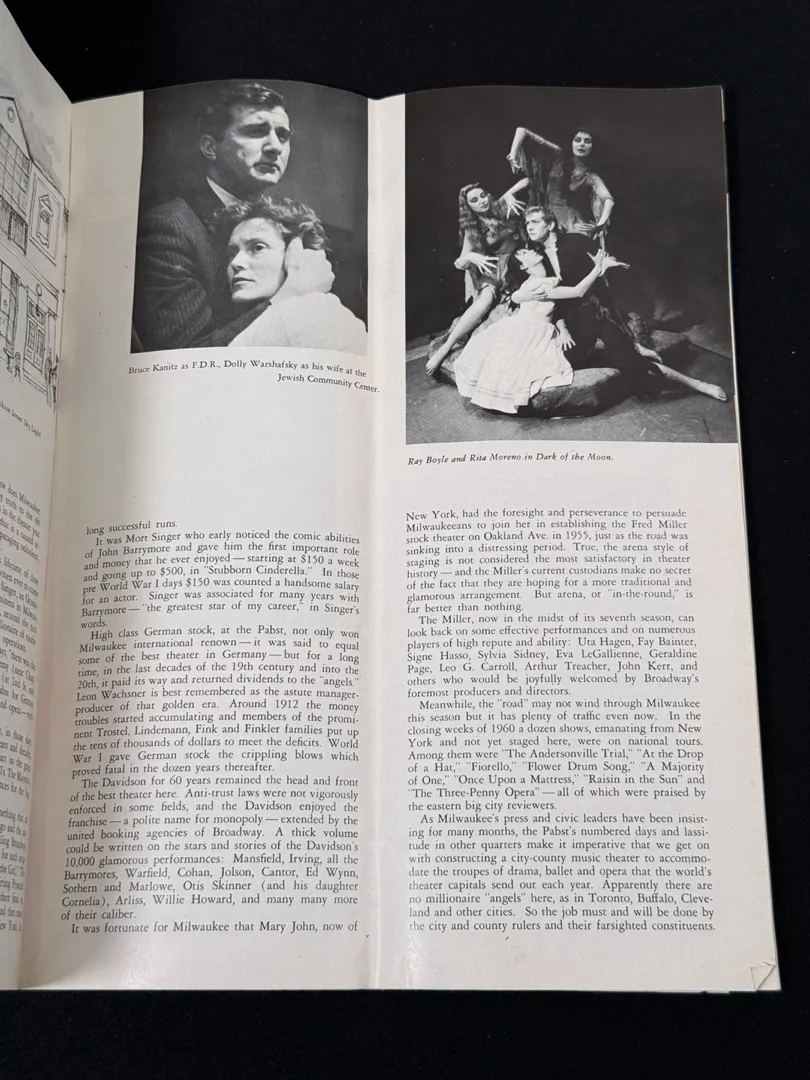 Bruce Kanitz as F.D.R., Dolly Warshafsky as his wife at the
Jewish Community Center.
long successful runs.
It was Mort Singer who early noticed the comic abilities
of John Barrymore and gave him the first important role
and money that he ever enjoyed — starting at $150 a week
and going up to $500, in "Stubborn Cinderella." In those
pre World War I days $150 was counted a handsome salary
for an actor. Singer was associated for many years with
Barrymore — "the greatest star of my career," in Singer's
words.
High class German stock, at the Pabst, not only won
Milwaukee international renown — it was said to equal
some of the best theater in Germany — but for a long
time, in the last decades of the 19th century and into the
20th, it paid its way and returned dividends to the "angels."
Leon Wachsner is best remembered as the astute manager-
producer of that golden era. Around 1912 the money
troubles started accumulating and members of the promi-
nent Trostel, Lindemann, Fink and Finkler families put up
the tens of thousands of dollars to meet the deficits. World
War I gave German stock the crippling blows which
proved fatal in the dozen years thereafter.
The Davidson for 60 years remained the head and front
of the best theater here. Anti-trust laws were not vigorously
enforced in some fields, and the Davidson enjoyed the
franchise — a polite name for monopoly — extended by the
united booking agencies of Broadway. A thick volume
could be written on the stars and stories of the Davidson's
10,000 glamorous performances: Mansfield, Irving, all the
Barrymores, Warfield, Cohan, Jolson, Cantor, Ed Wynn,
Sothern and Marlowe, Otis Skinner (and his daughter
Cornelia), Arliss, Willie Howard, and many many more
of their caliber.
It was fortunate for Milwaukee that Mary John, now of
Ray Boyle and Rita Moreno in Dark of the Moon.
New York, had the foresight and perseverance to persuade
Milwaukeeans to join her in establishing the Fred Miller
stock theater on Oakland Ave. in 1955, just as the road was
sinking into a distressing period. True, the arena style of
staging is not considered the most satisfactory in theater
history — and the Miller's current custodians make no secret
of the fact that they are hoping for a more traditional and
glamorous arrangement. But arena, or "in-the-round," is
far better than nothing.
The Miller, now in the midst of its seventh season, can
look back on some effective performances and on numerous
players of high repute and ability: Uta Hagen, Fay Bainter,
Signe Hasso, Sylvia Sidney, Eva LeGallienne, Geraldine
Page, Leo G. Carroll, Arthur Treacher, John Kerr, and
others who would be joyfully welcomed by Broadway's
foremost producers and directors.
Meanwhile, the "road" may not wind through Milwaukee
this season but it has plenty of traffic even now. In the
closing weeks of 1960 a dozen shows, emanating from New
York and not yet staged here, were on national tours.
Among them were "The Andersonville Trial," "At the Drop
of a Hat," "Fiorello," "Flower Drum Song," "A Majority
of One," "Once Upon a Mattress," "Raisin in the Sun" and
"The Three-Penny Opera" — all of which were praised by
the eastern big city reviewers.
As Milwaukee's press and civic leaders have been insist-
ing for many months, the Pabst's numbered days and lassi-
tude in other quarters make it imperative that we get on
with constructing a city-county music theater to accommo-
date the troupes of drama, ballet and opera that the world's
theater capitals send out each year. Apparently there are
no millionaire "angels" here, as in Toronto, Buffalo, Cleve-
land and other cities. So the job must and will be done by
the city and county rulers and their farsighted constituents.